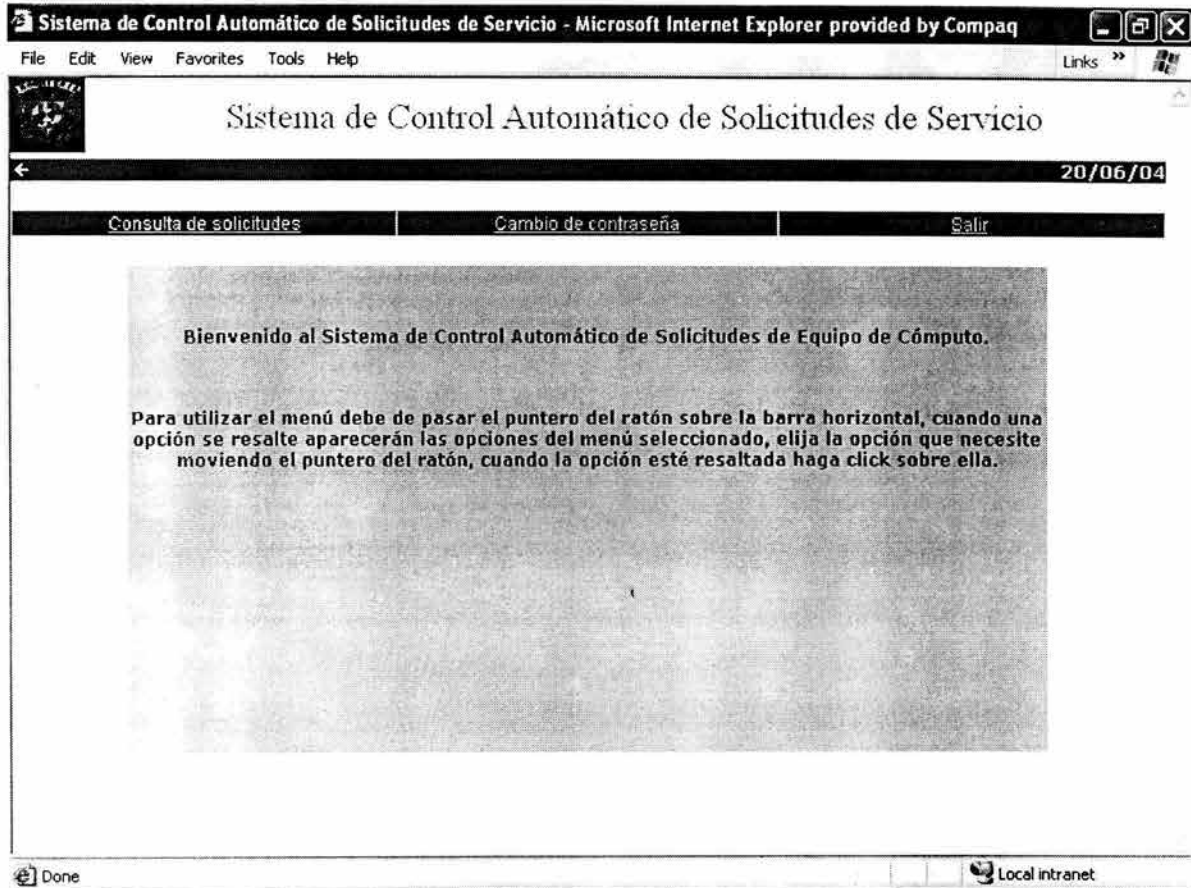 Sistema de Control Automático de Solicitudes de Servicio - Microsoft Internet Explorer provided by Compaq
File Edit View Favorites Tools Help Links »
Sistema de Control Automático de Solicitudes de Servicio
20/06/04
Consulta de solicitudes Cambio de contraseña Salir
Bienvenido al Sistema de Control Automático de Solicitudes de Equipo de Cómputo.
Para utilizar el menú debe de pasar el puntero del ratón sobre la barra horizontal, cuando una
opción se resalte aparecerán las opciones del menú seleccionado, elija la opción que necesite
moviendo el puntero del ratón, cuando la opción esté resaltada haga click sobre ella.
Done Local intranet